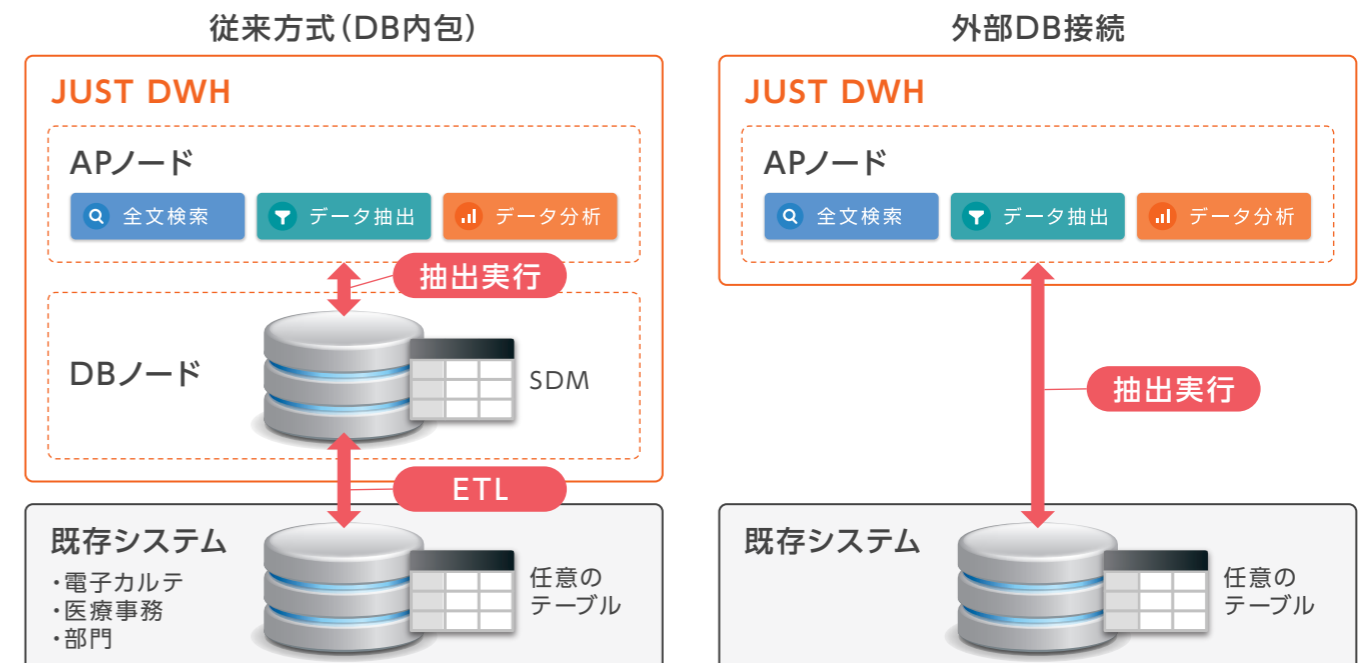 従来方式(DB内包)
JUST DWH
APノード
全文検索
データ抽出
データ分析
抽出実行
DBノード
SDM
ETL
既存システム
・電子カルテ
・医療事務
・部門
任意の
テーブル
外部DB接続
JUST DWH
APノード
全文検索
データ抽出
データ分析
抽出実行
既存システム
任意の
テーブル